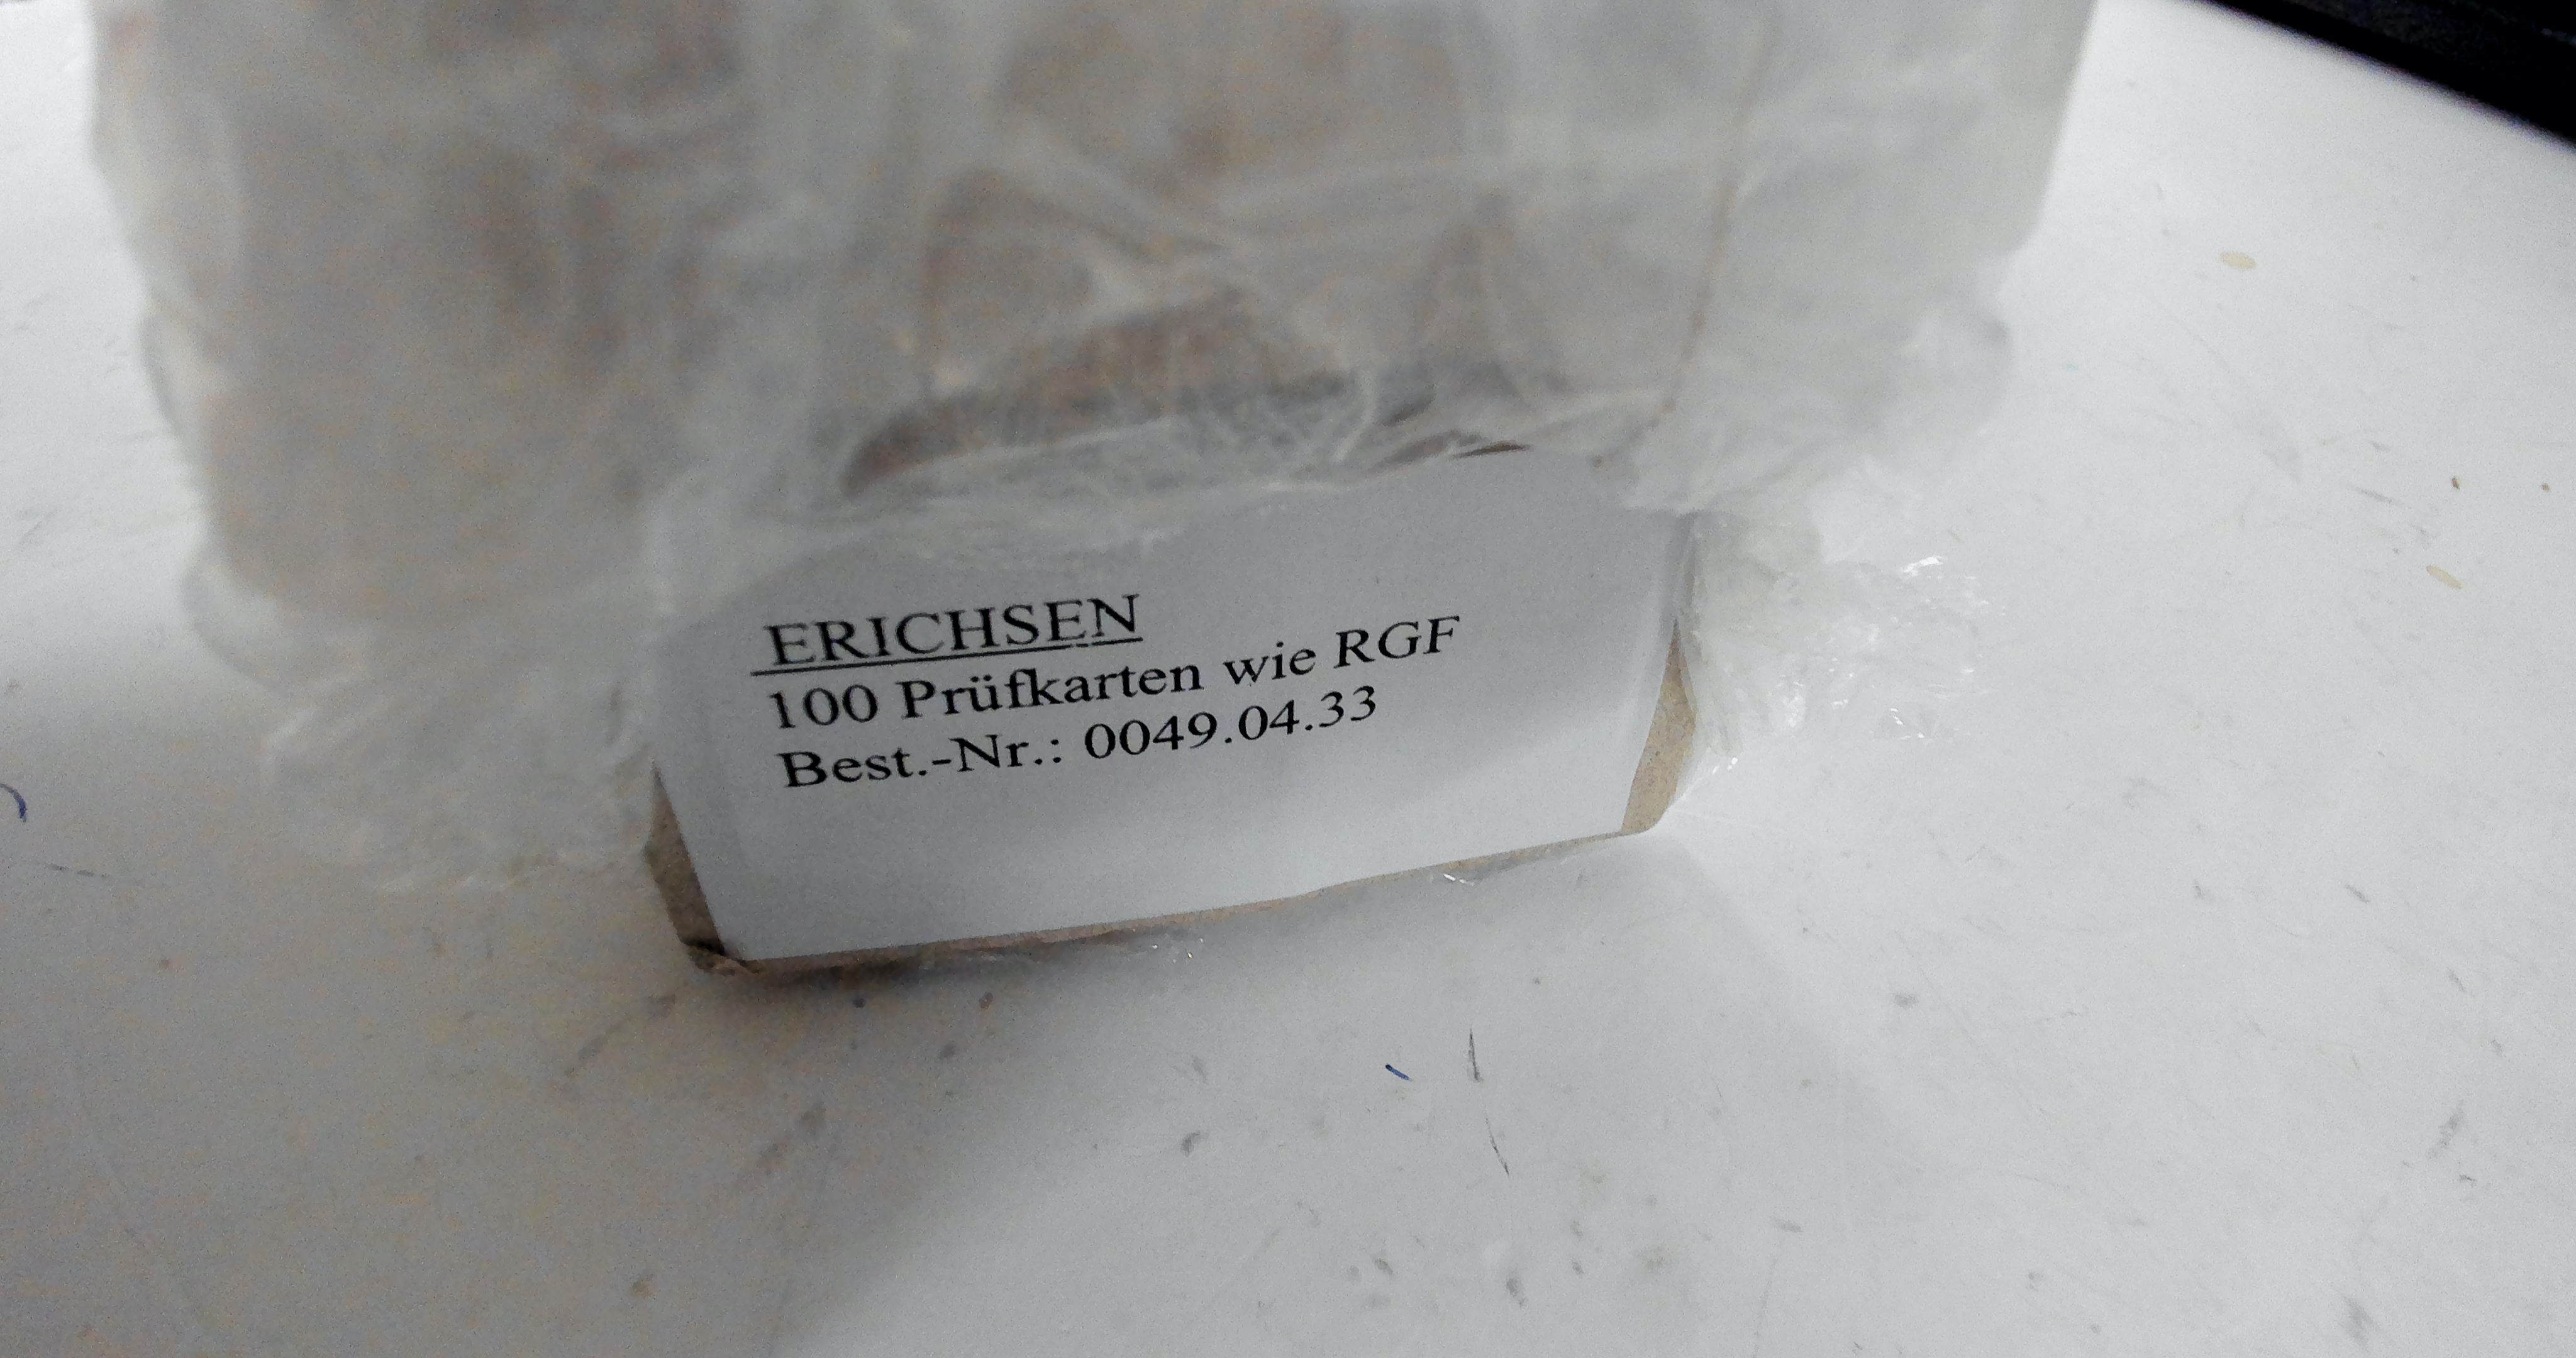 ERICHSEN
100 Prüfkarten wie RGF
Best.-Nr.: 0049.04.33